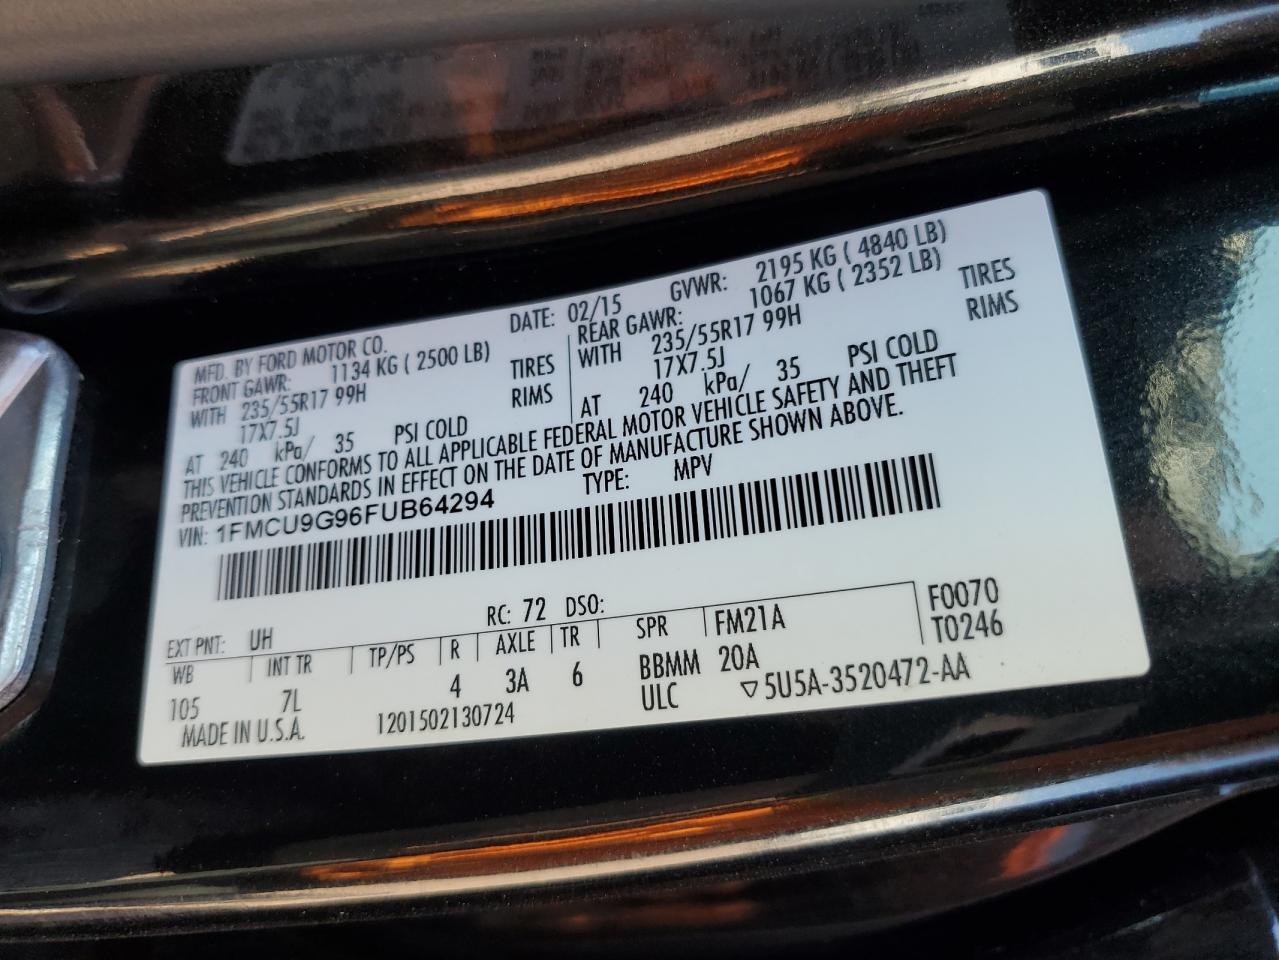 MFD. BY FORD MOTOR CO.
DATE: 02/15 GVWR: 2195 KG ( 4840 LB)
FRONT GAWR: 1134 KG ( 2500 LB)
REAR GAWR: 1067 KG ( 2352 LB)
WITH 235/55R17 99H TIRES
WITH 235/55R17 99H TIRES
17X7.5J RIMS
17X7.5J RIMS
AT 240 kPa/ 35 PSI COLD
AT 240 kPa/ 35 PSI COLD
THIS VEHICLE CONFORMS TO ALL APPLICABLE FEDERAL MOTOR VEHICLE SAFETY AND THEFT
PREVENTION STANDARDS IN EFFECT ON THE DATE OF MANUFACTURE SHOWN ABOVE.
VIN: 1FMCU9G96FUB64294 TYPE: MPV
RC: 72 DSO:
EXT PNT: UH FM21A F0070
WB INT TR TP/PS R AXLE TR SPR T0246
105 7L 4 3A 6 BBMM 20A
MADE IN U.S.A. 1201502130724 ULC ▽5U5A-3520472-AA